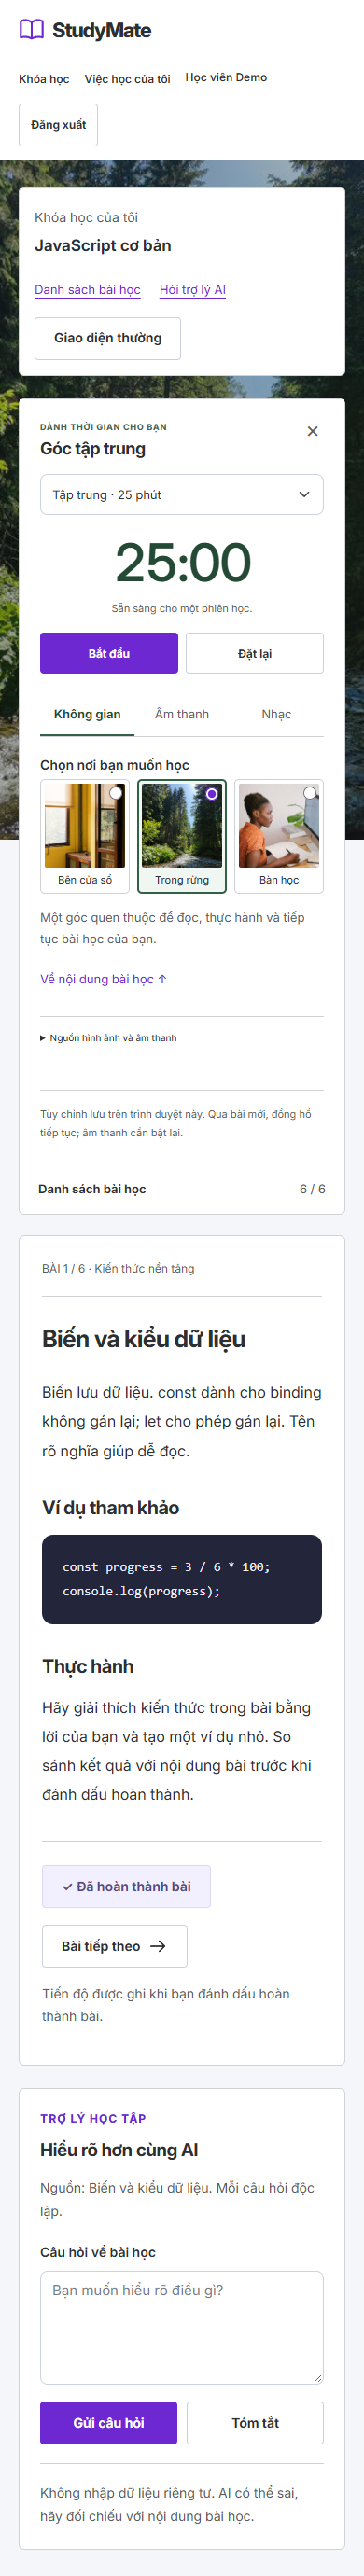 StudyMate
Khóa học
Việc học của tôi
Học viên Demo
Đăng xuất
Khóa học của tôi
JavaScript cơ bản
Danh sách bài học
Hỏi trợ lý AI
Giao diện thường
DÀNH THỜI GIAN CHO BẠN
Góc tập trung
Tập trung · 25 phút
25:00
Sẵn sàng cho một phiên học.
Bắt đầu
Đặt lại
Không gian
Âm thanh
Nhạc
Chọn nơi bạn muốn học
Bên cửa sổ
Trong rừng
Bàn học
Một góc quen thuộc để đọc, thực hành và tiếp
tục bài học của bạn.
Về nội dung bài học ↑
Nguồn hình ảnh và âm thanh
Tùy chỉnh lưu trên trình duyệt này. Qua bài mới, đồng hồ
tiếp tục; âm thanh cần bật lại.
Danh sách bài học
6 / 6
BÀI 1 / 6 · Kiến thức nền tảng
Biến và kiểu dữ liệu
Biến lưu dữ liệu. const dành cho binding
không gán lại; let cho phép gán lại. Tên
rõ nghĩa giúp dễ đọc.
Ví dụ tham khảo
const progress = 3 / 6 * 100;
console.log(progress);
Thực hành
Hãy giải thích kiến thức trong bài bằng
lời của bạn và tạo một ví dụ nhỏ. So
sánh kết quả với nội dung bài trước khi
đánh dấu hoàn thành.
✓ Đã hoàn thành bài
Bài tiếp theo →
Tiến độ được ghi khi bạn đánh dấu hoàn
thành bài.
TRỢ LÝ HỌC TẬP
Hiểu rõ hơn cùng AI
Nguồn: Biến và kiểu dữ liệu. Mỗi câu hỏi độc
lập.
Câu hỏi về bài học
Bạn muốn hiểu rõ điều gì?
Gửi câu hỏi
Tóm tắt
Không nhập dữ liệu riêng tư. AI có thể sai,
hãy đối chiếu với nội dung bài học.